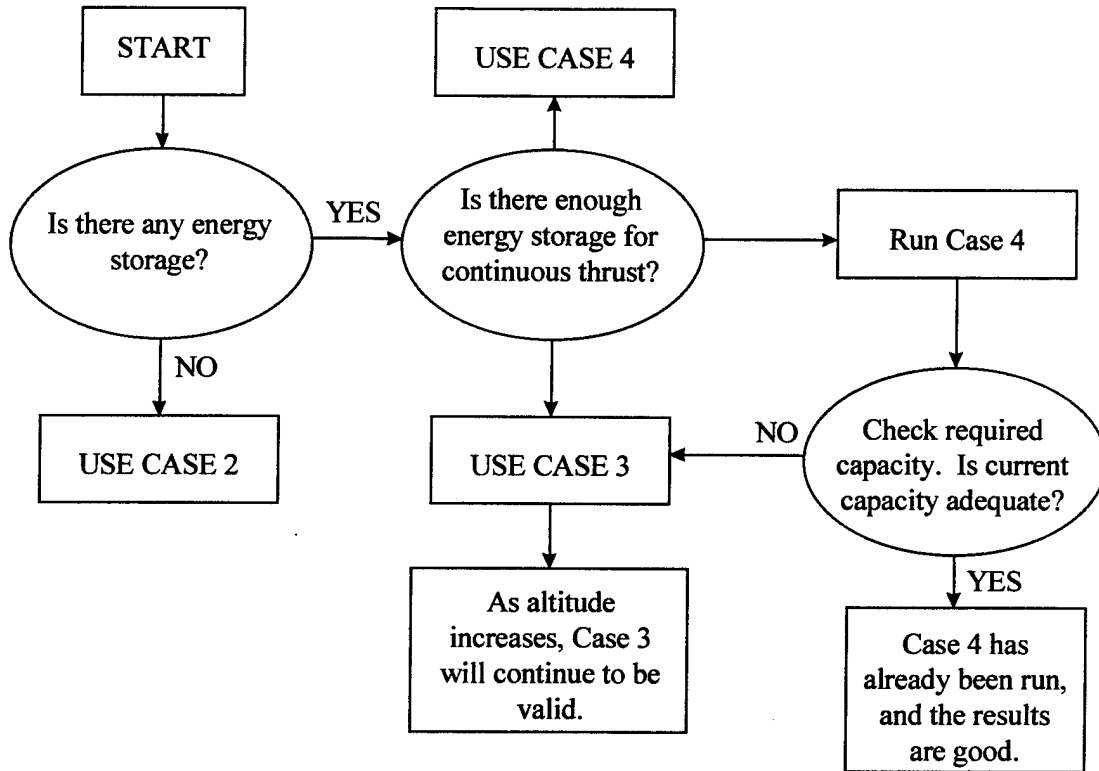 START
USE CASE 4
Is there any energy
storage?
YES
Is there enough
energy storage for
continuous thrust?
Run Case 4
NO
USE CASE 2
USE CASE 3
NO
Check required
capacity. Is current
capacity adequate?
YES
As altitude
increases, Case 3
will continue to be
valid.
Case 4 has
already been run,
and the results
are good.